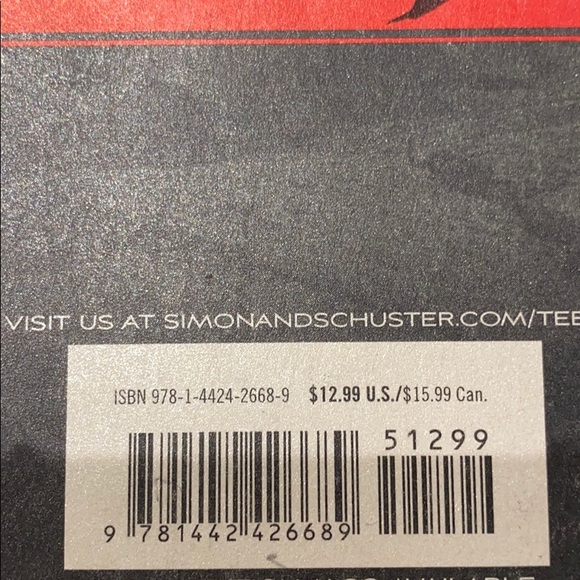 VISIT US AT SIMONANDSCHUSTER.COM/TEE
ISBN 978-1-4424-2668-9 $12.99 U.S./$15.99 Can.
51299
9 781442 426689